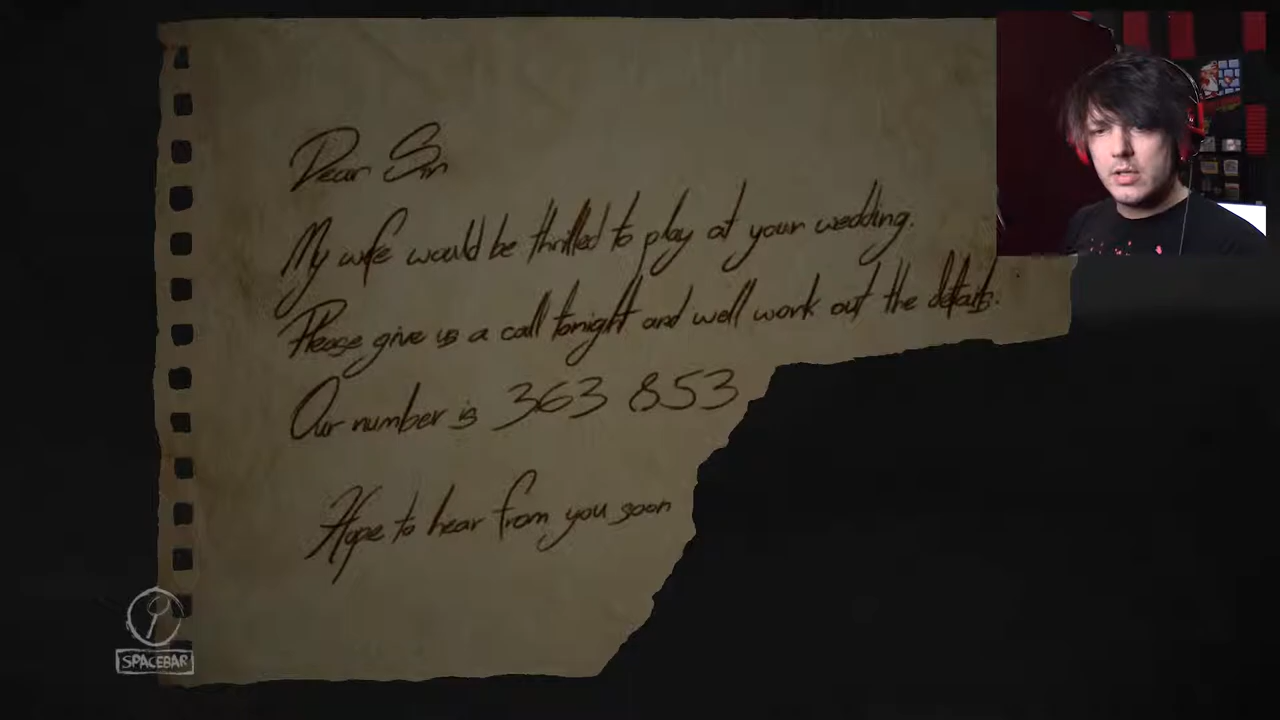 Dear Sir
My wife would be thrilled to play at your wedding.
Please give us a call tonight and well work out the details.
Our number is 363 853
Hope to hear from you soon
SPACEBAR